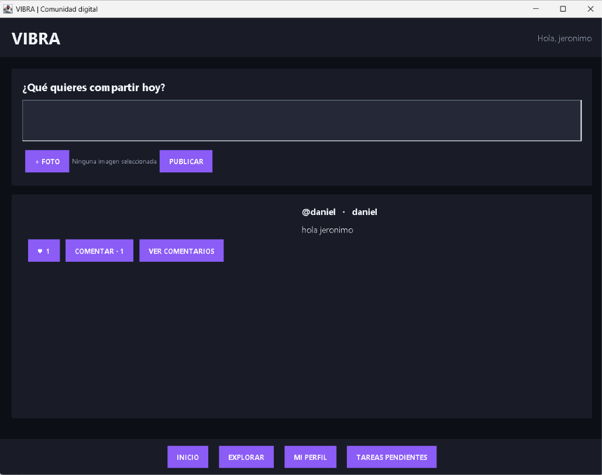 VIBRA | Comunidad digital
VIBRA
Hola, jeronimo
¿Qué quieres compartir hoy?
+ FOTO
Ninguna imagen seleccionada
PUBLICAR
@daniel · daniel
hola jeronimo
♥ 1
COMENTAR · 1
VER COMENTARIOS
INICIO
EXPLORAR
MI PERFIL
TAREAS PENDIENTES